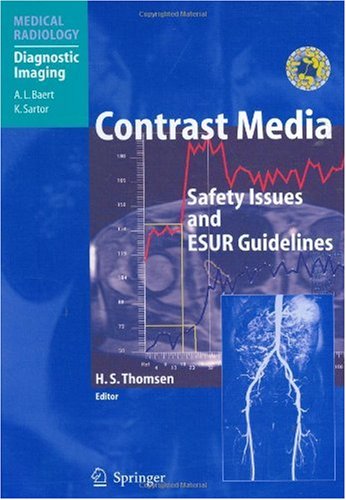 MEDICAL
RADIOLOGY
Diagnostic
Imaging
A. L. Baert
K. Sartor
Contrast Media
Safety Issues
and
ESUR Guidelines
H. S. Thomsen
Editor
Springer